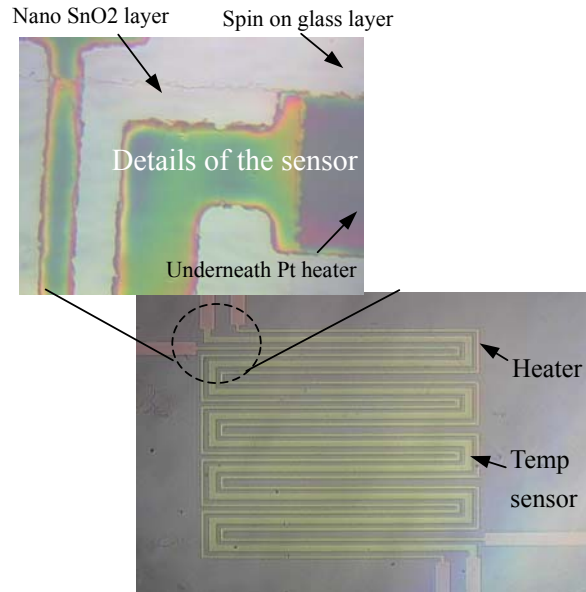 Nano SnO2 layer
Spin on glass layer
Details of the sensor
Underneath Pt heater
Heater
Temp
sensor